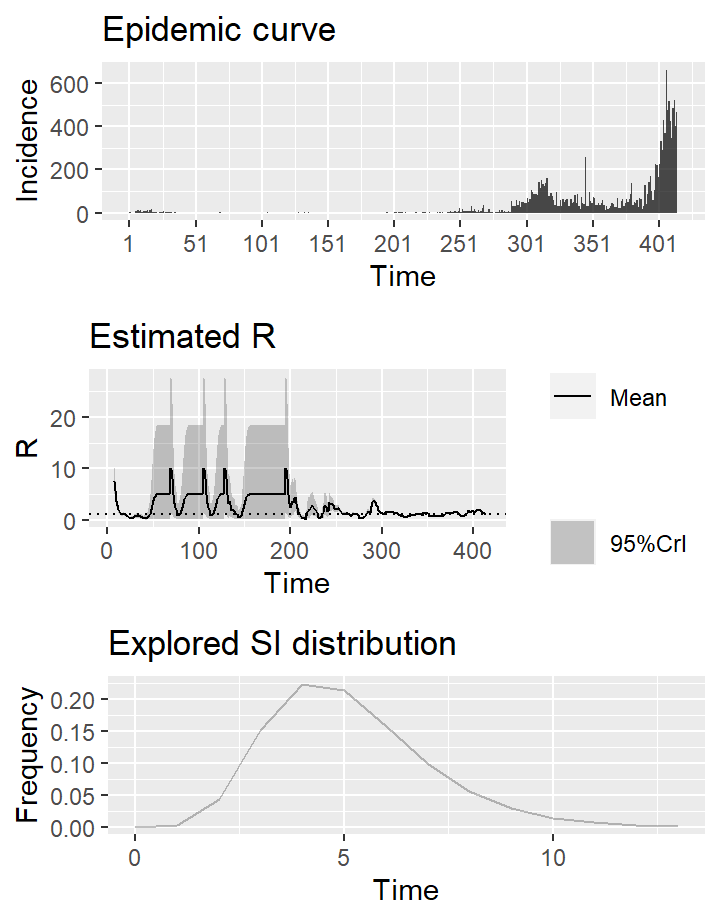 Epidemic curve
Incidence
600
400
200
0
1 51 101 151 201 251 301 351 401
Time
Estimated R
R
20
10
0
0 100 200 300 400
Time
Mean
95%CrI
Explored SI distribution
Frequency
0.20
0.15
0.10
0.05
0.00
0 5 10
Time